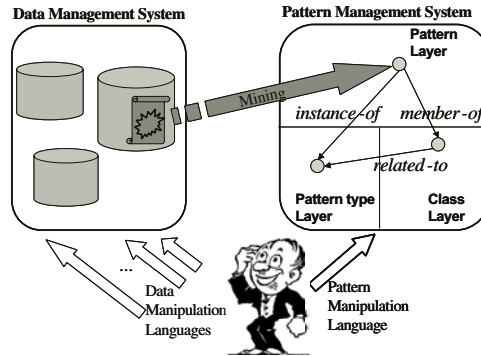 Data Management System
Pattern Management System
Pattern
Layer
Mining
instance-of
member-of
related-to
Pattern type
Layer
Class
Layer
...
Data
Manipulation
Languages
Pattern
Manipulation
Language